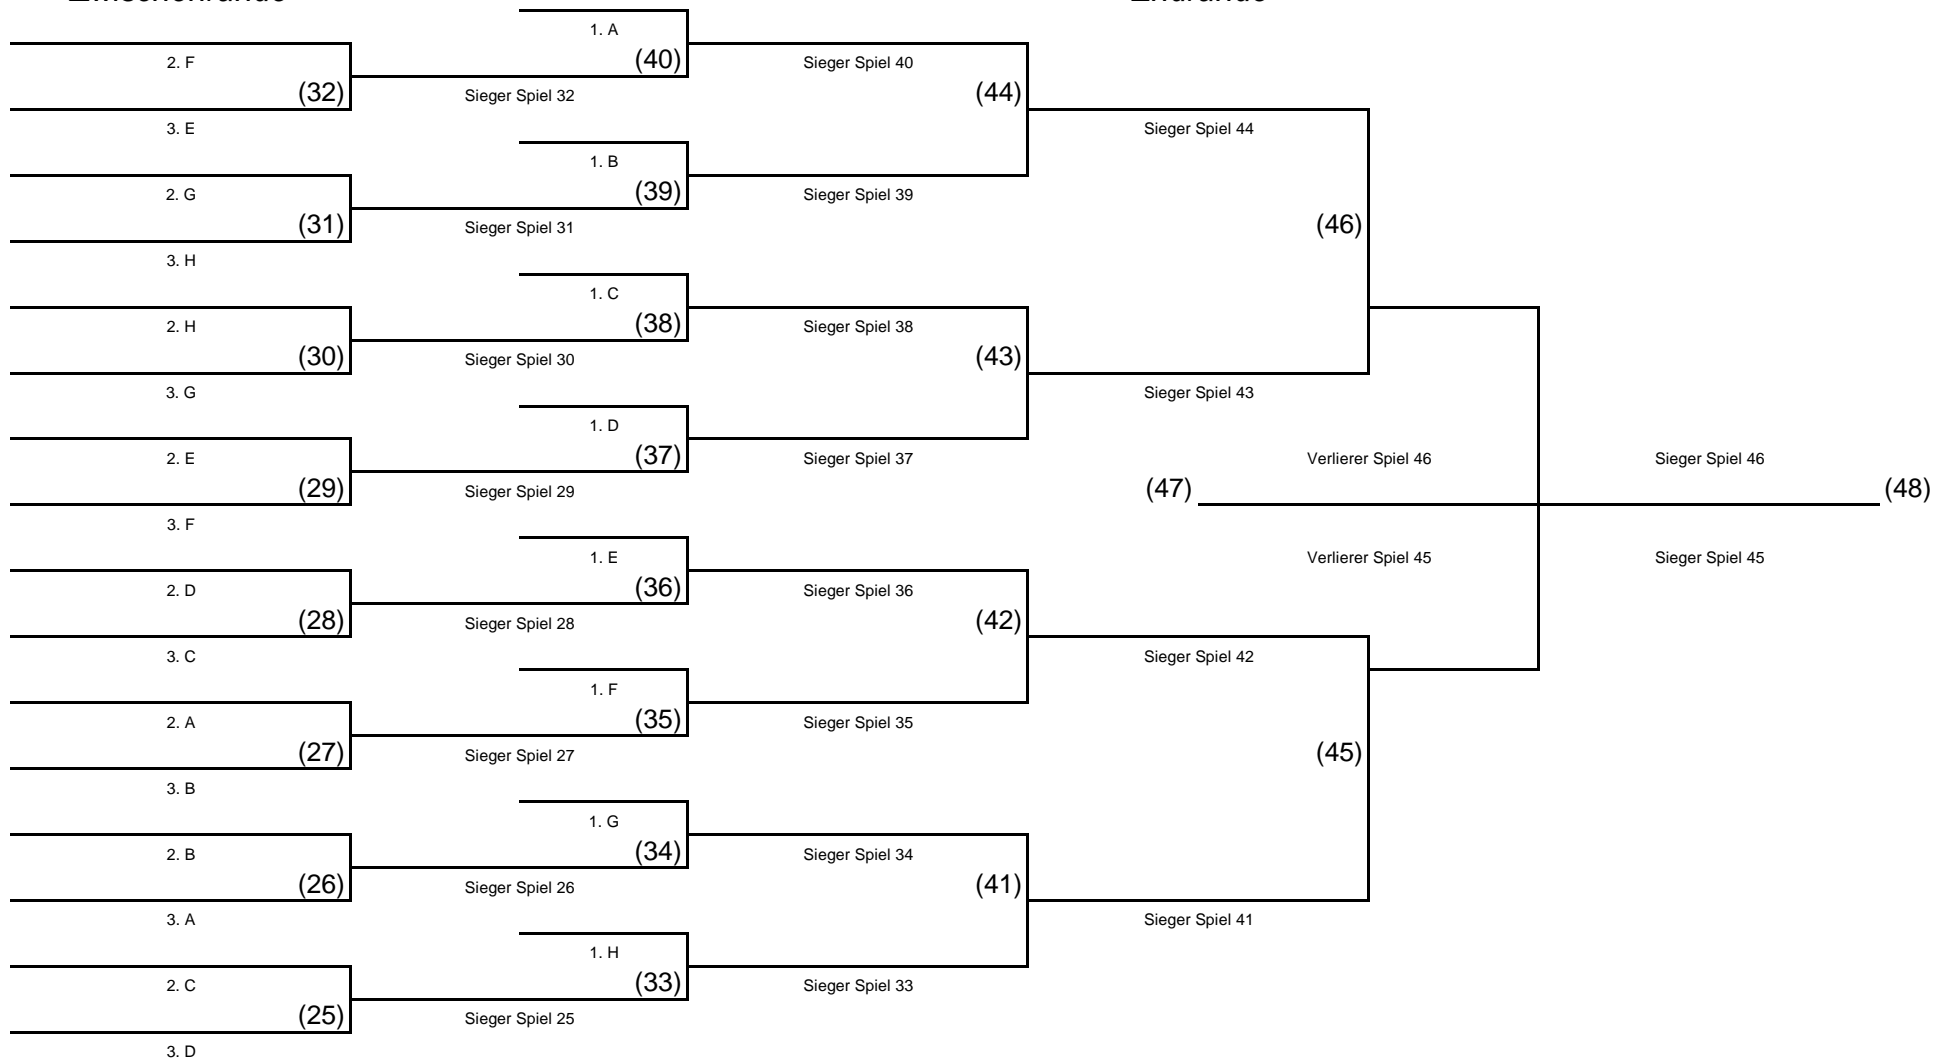 1. A
2. F
(40)
Sieger Spiel 40
(32)
Sieger Spiel 32
(44)
3. E
Sieger Spiel 44
1. B
2. G
(39)
Sieger Spiel 39
(31)
Sieger Spiel 31
(46)
3. H
1. C
2. H
(38)
Sieger Spiel 38
(30)
Sieger Spiel 30
(43)
3. G
Sieger Spiel 43
1. D
2. E
(37)
Sieger Spiel 37
Verlierer Spiel 46
Sieger Spiel 46
(29)
Sieger Spiel 29
(47)
(48)
3. F
1. E
Verlierer Spiel 45
Sieger Spiel 45
2. D
(36)
Sieger Spiel 36
(28)
Sieger Spiel 28
(42)
3. C
Sieger Spiel 42
1. F
2. A
(35)
Sieger Spiel 35
(27)
Sieger Spiel 27
(45)
3. B
1. G
2. B
(34)
Sieger Spiel 34
(26)
Sieger Spiel 26
(41)
3. A
Sieger Spiel 41
1. H
2. C
(33)
Sieger Spiel 33
(25)
Sieger Spiel 25
3. D